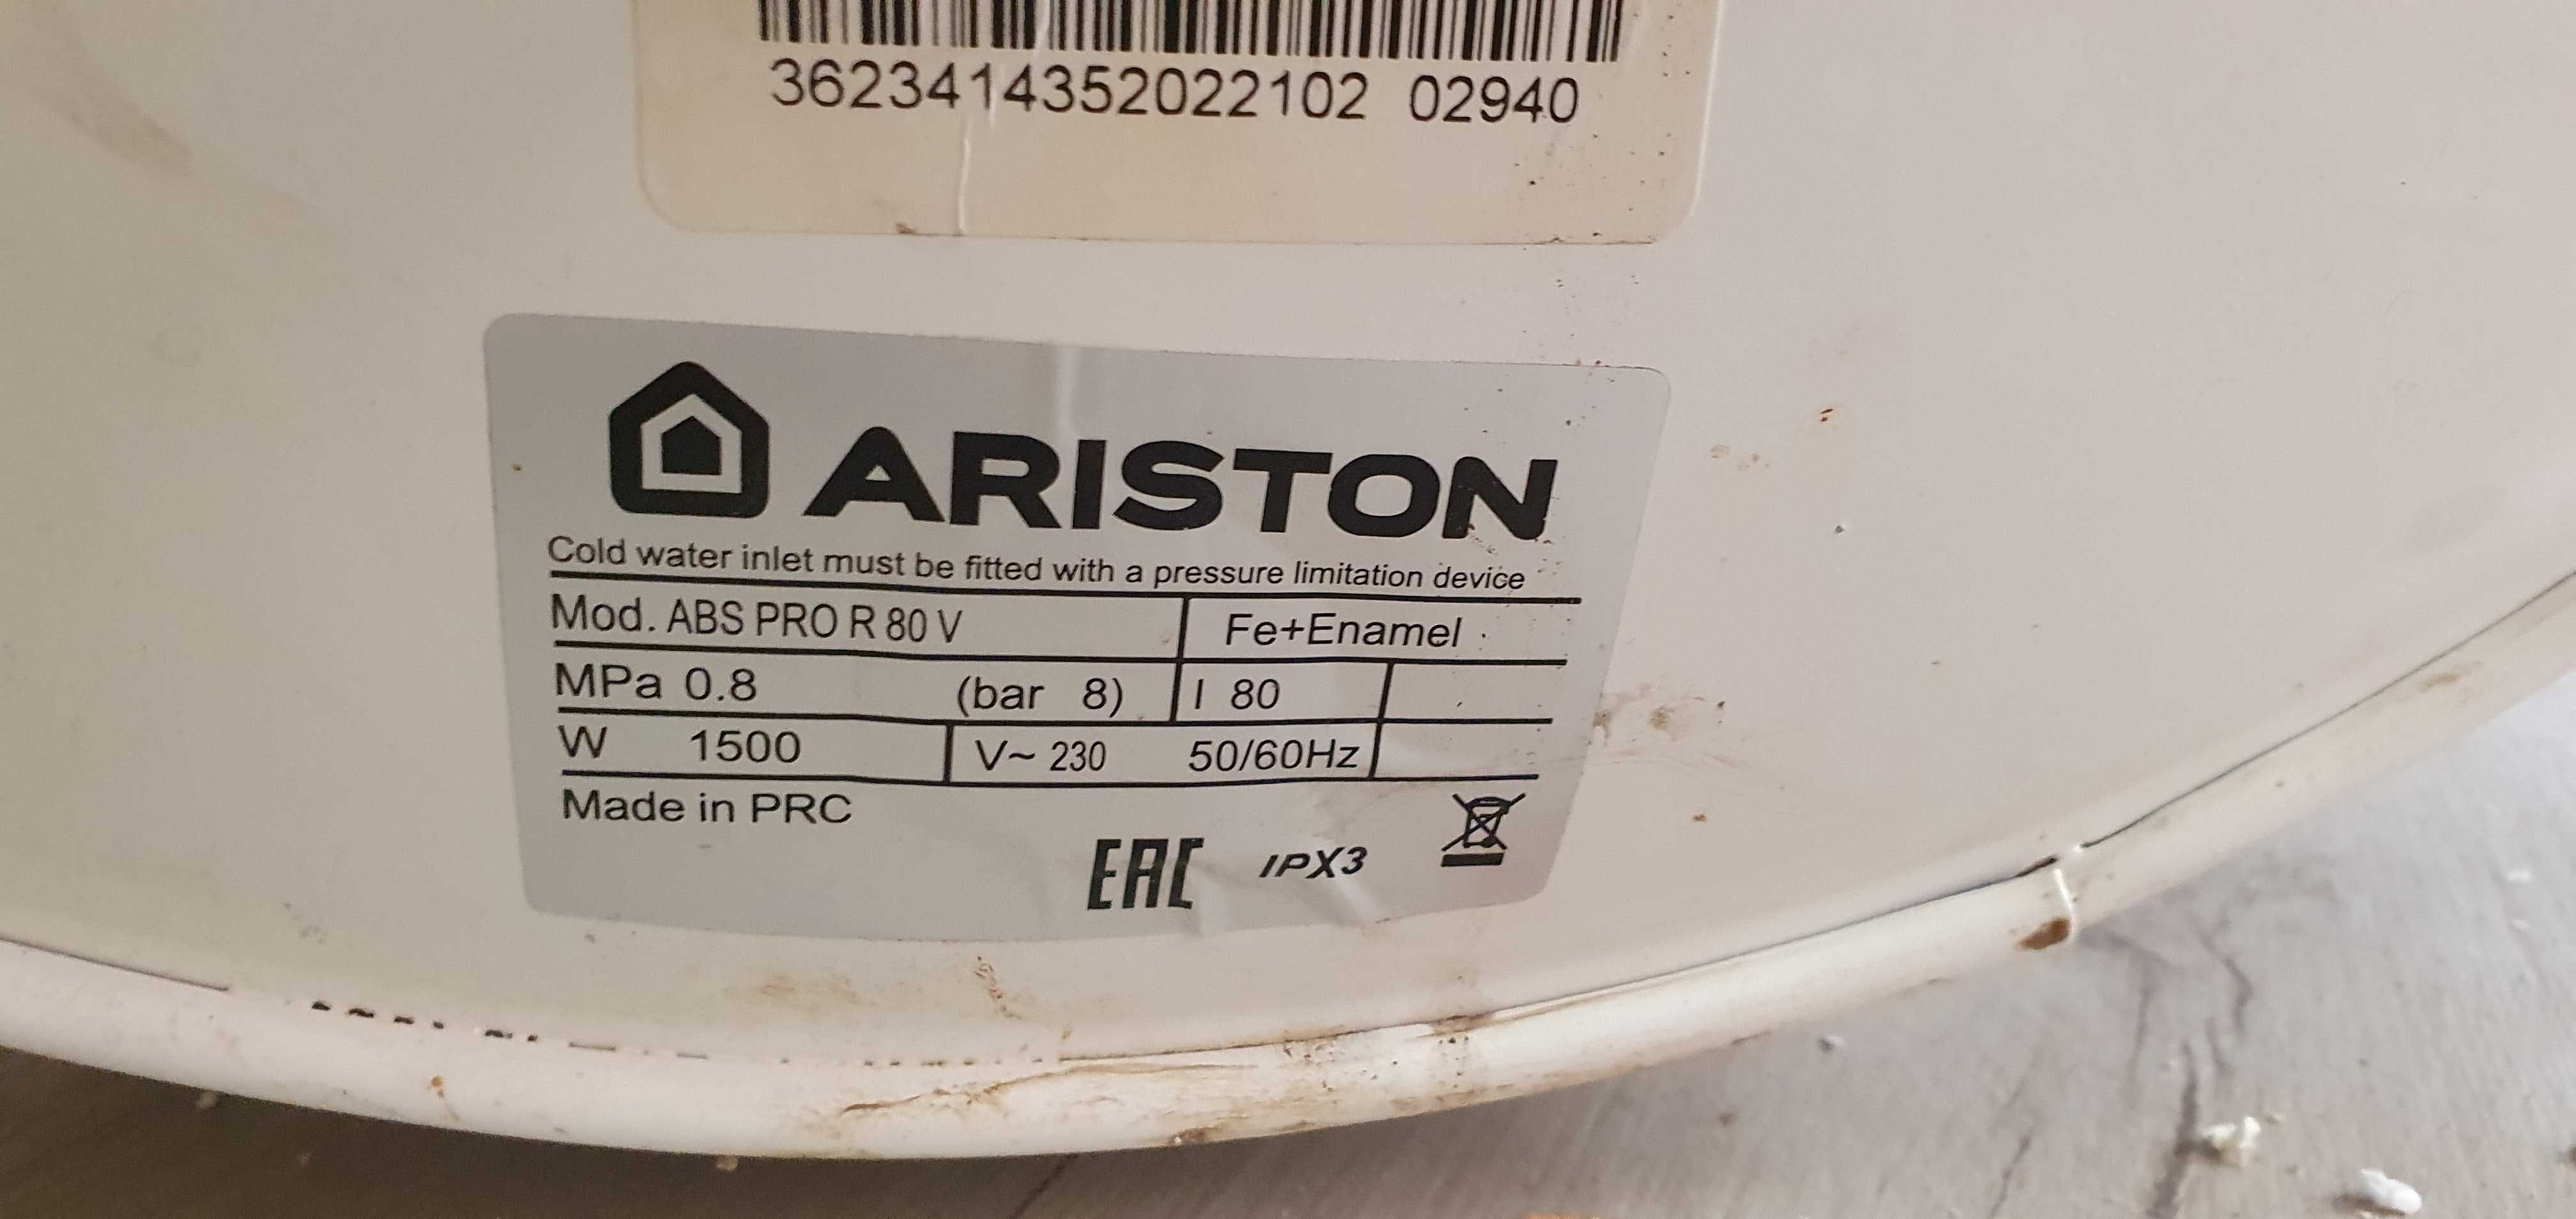 3623414352022102 02940
ARISTON
Cold water inlet must be fitted with a pressure limitation device
Mod. ABS PRO R 80 V Fe+Enamel
MPa 0.8 (bar 8) l 80
W 1500 V~ 230 50/60Hz
Made in PRC
EAC IPX3